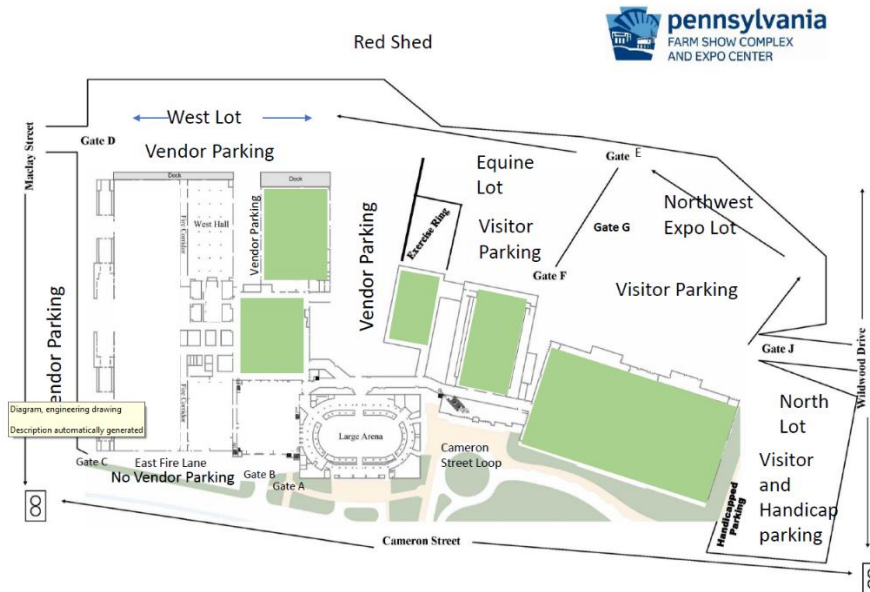 pennsylvania
FARM SHOW COMPLEX
AND EXPO CENTER
Red Shed
West Lot
Maclay Street
Gate D
Vendor Parking
Deck
Deck
Equine
Lot
Gate E
Northwest
Expo Lot
West Hall
Fire Corridor
Vendor Parking
Vendor Parking
Exercise Ring
Visitor
Parking
Gate G
Gate F
Visitor Parking
Wildwood Drive
Gate J
Vendor Parking
Diagram, engineering drawing
Description automatically generated
Fire Corridor
Large Arena
Cameron
Street Loop
North
Lot
Visitor
and
Handicap
parking
Handicapped
Parking
Gate C
East Fire Lane
No Vendor Parking
Gate B
Gate A
Cameron Street